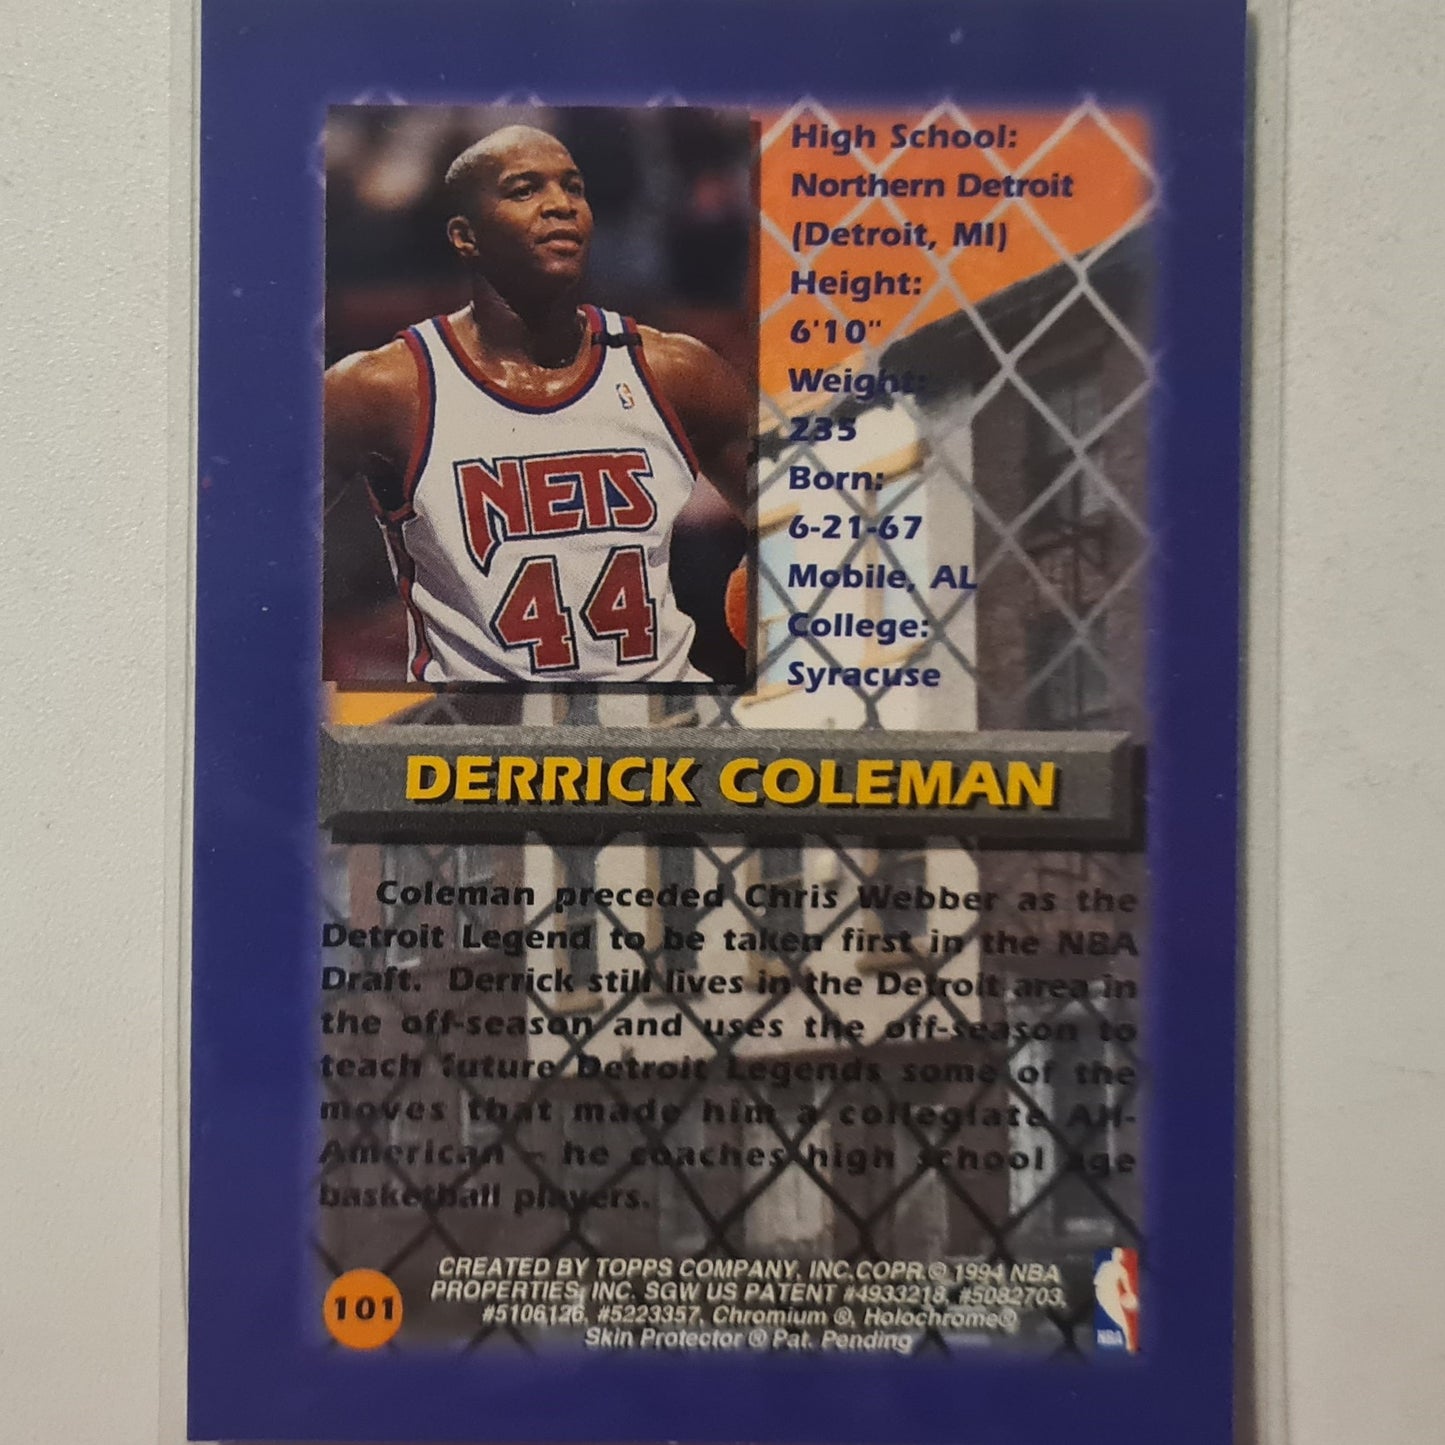 High School:
Northern Detroit
(Detroit, MI)
Height:
6'10"
Weight:
235
Born:
6-21-67
Mobile, AL
College:
Syracuse
NETS
44
DERRICK COLEMAN
Coleman preceded Chris Webber as the
Detroit Legend to be taken first in the NBA
Draft. Derrick still lives in the Detroit area in
the off-season and uses the off-season to
teach future Detroit Legends some of the
moves that made him a collegiate All-
American - he coaches high school age
basketball players.
CREATED BY TOPPS COMPANY, INC.COPR.© 1994 NBA
PROPERTIES, INC. SGW US PATENT #4933218, #5082703,
#5106126, #5223357, Chromium ®, Holochrome®
Skin Protector ® Pat. Pending
101
NBA